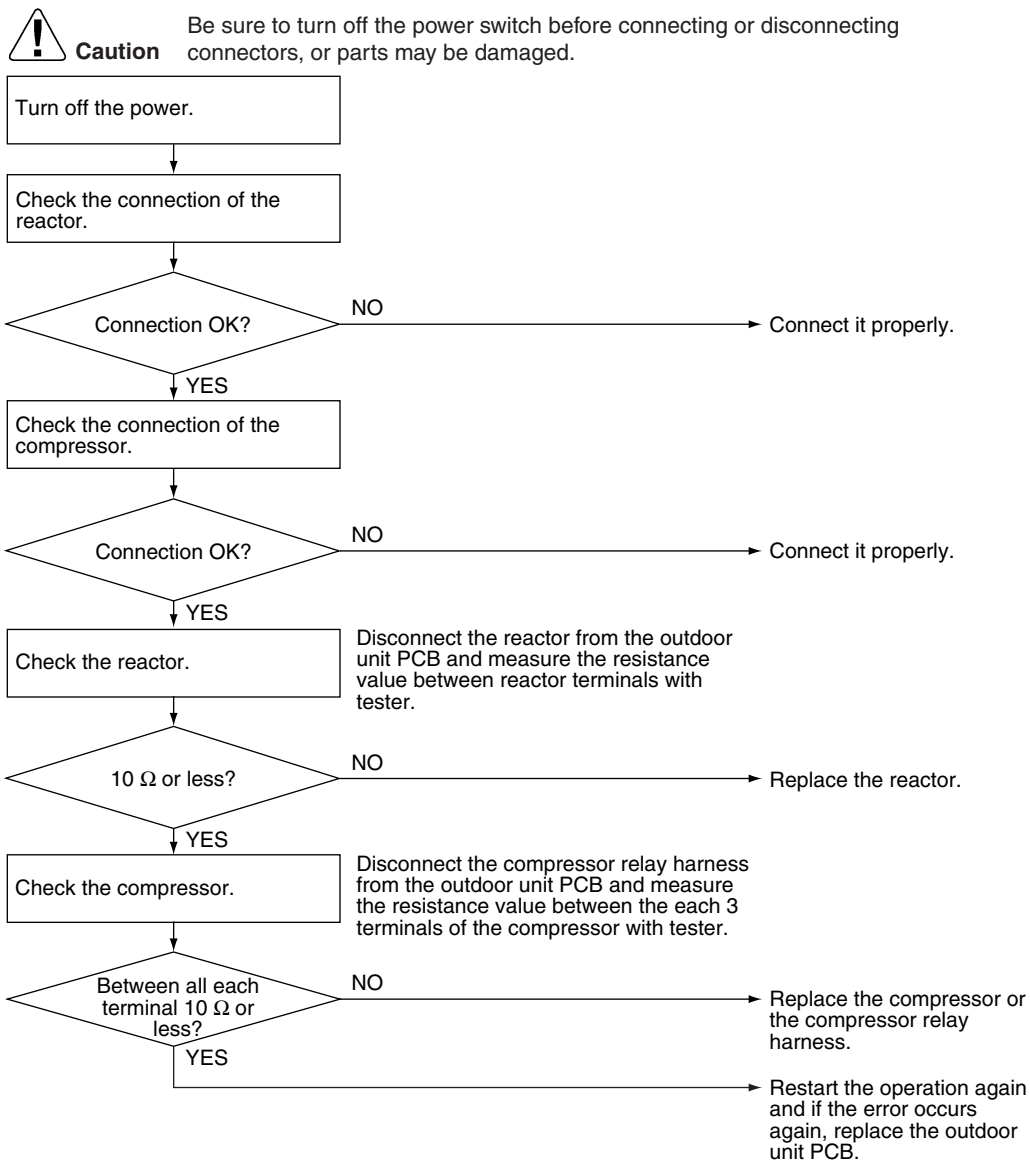 Be sure to turn off the power switch before connecting or disconnecting
Caution connectors, or parts may be damaged.
Turn off the power.
Check the connection of the
reactor.
Connection OK?
NO
Connect it properly.
YES
Check the connection of the
compressor.
Connection OK?
NO
Connect it properly.
YES
Check the reactor.
Disconnect the reactor from the outdoor
unit PCB and measure the resistance
value between reactor terminals with
tester.
10 Ω or less?
NO
Replace the reactor.
YES
Check the compressor.
Disconnect the compressor relay harness
from the outdoor unit PCB and measure
the resistance value between the each 3
terminals of the compressor with tester.
Between all each
terminal 10 Ω or
less?
NO
Replace the compressor or
the compressor relay
harness.
YES
Restart the operation again
and if the error occurs
again, replace the outdoor
unit PCB.